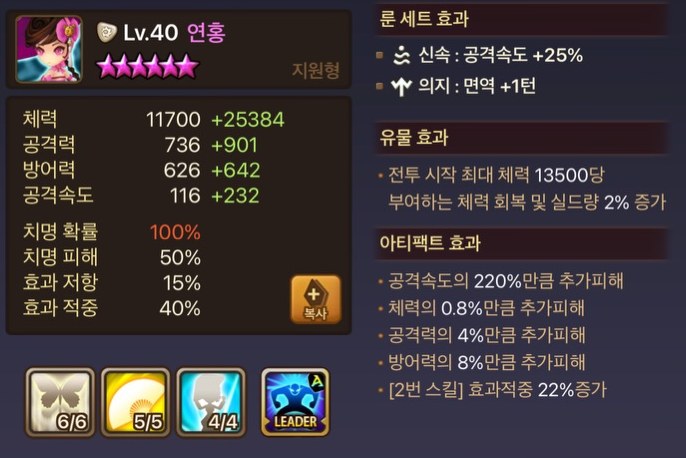 Lv.40 연홍
지원형
체력 11700 +25384
공격력 736 +901
방어력 626 +642
공격속도 116 +232
치명 확률 100%
치명 피해 50%
효과 저항 15%
효과 적중 40%
복사
6/6 5/5 4/4 A LEADER
룬 세트 효과
신속 : 공격속도 +25%
의지 : 면역 +1턴
유물 효과
• 전투 시작 최대 체력 13500당
부여하는 체력 회복 및 실드량 2% 증가
아티팩트 효과
• 공격속도의 220%만큼 추가피해
• 체력의 0.8%만큼 추가피해
• 공격력의 4%만큼 추가피해
• 방어력의 8%만큼 추가피해
• [2번 스킬] 효과적중 22%증가